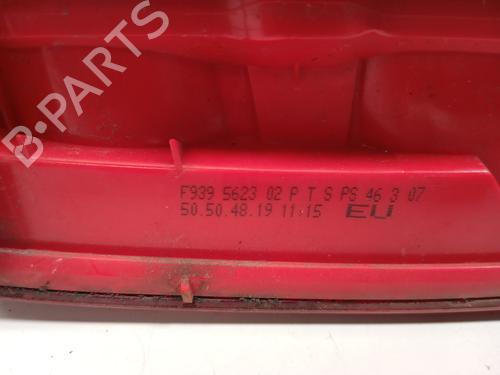 B-PARTS
F939 5623 02 P T S PS 46 3 07
50.50.48.19 11:15 EU